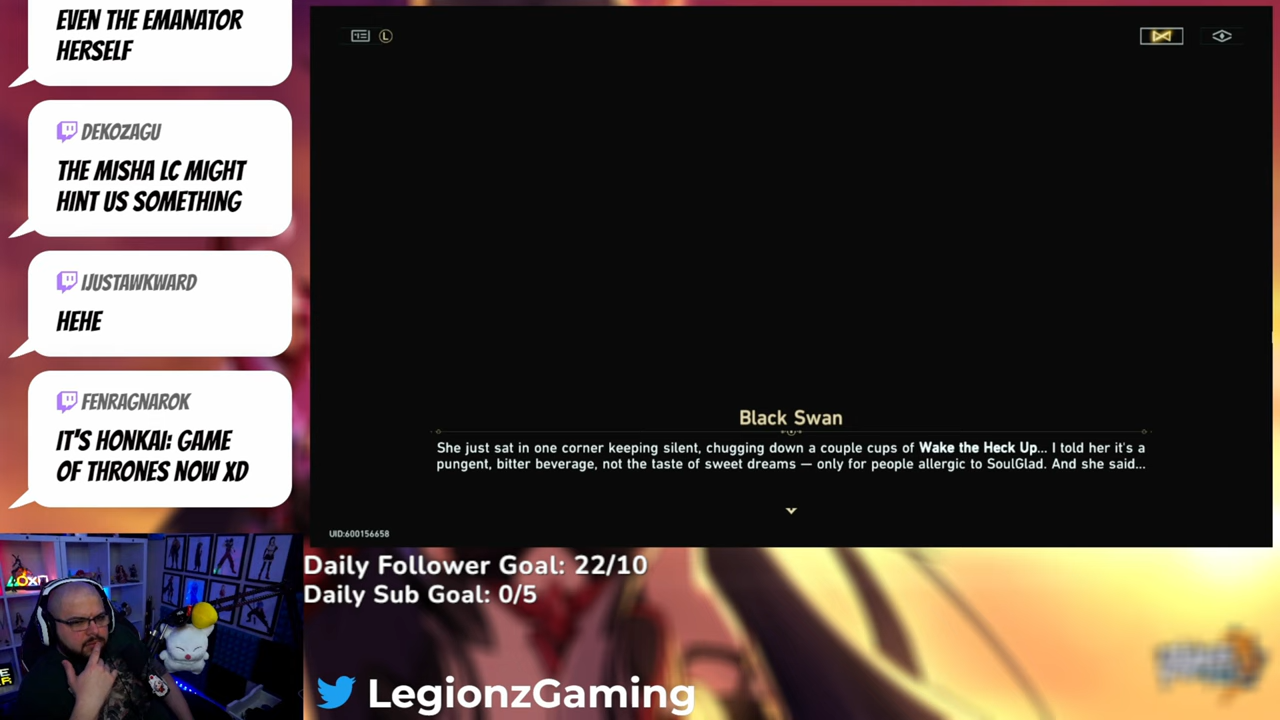 EVEN THE EMANATOR
HERSELF
DEKOZAGU
THE MISHA LC MIGHT
HINT US SOMETHING
IJUSTAWKWARD
HEHE
FENRAGNAROK
IT'S HONKAI: GAME
OF THRONES NOW XD
L
Black Swan
She just sat in one corner keeping silent, chugging down a couple cups of Wake the Heck Up... I told her it's a
pungent, bitter beverage, not the taste of sweet dreams — only for people allergic to SoulGlad. And she said...
UID:600156658
Daily Follower Goal: 22/10
Daily Sub Goal: 0/5
LegionzGaming